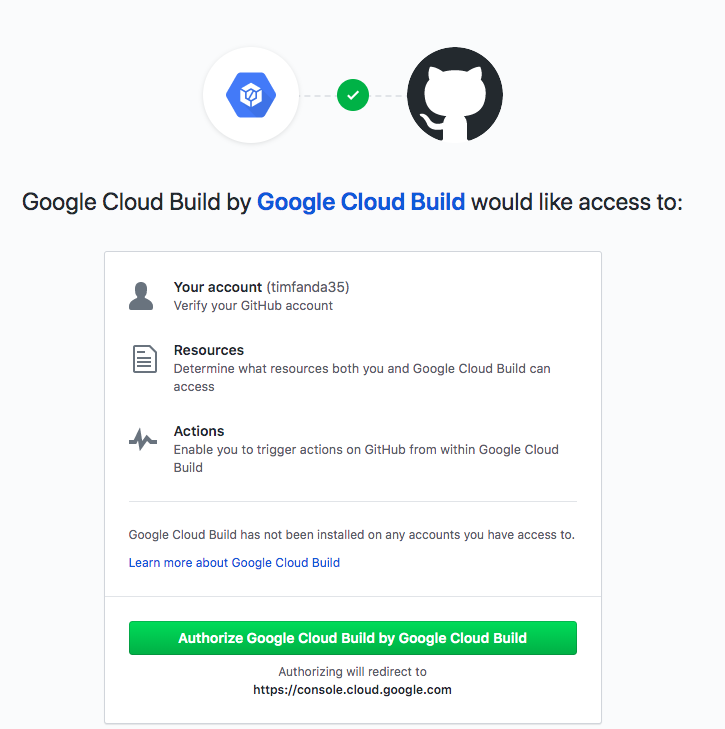 Google Cloud Build by Google Cloud Build would like access to:
Your account (timfanda35)
Verify your GitHub account
Resources
Determine what resources both you and Google Cloud Build can
access
Actions
Enable you to trigger actions on GitHub from within Google Cloud
Build
Google Cloud Build has not been installed on any accounts you have access to.
Learn more about Google Cloud Build
Authorize Google Cloud Build by Google Cloud Build
Authorizing will redirect to
https://console.cloud.google.com